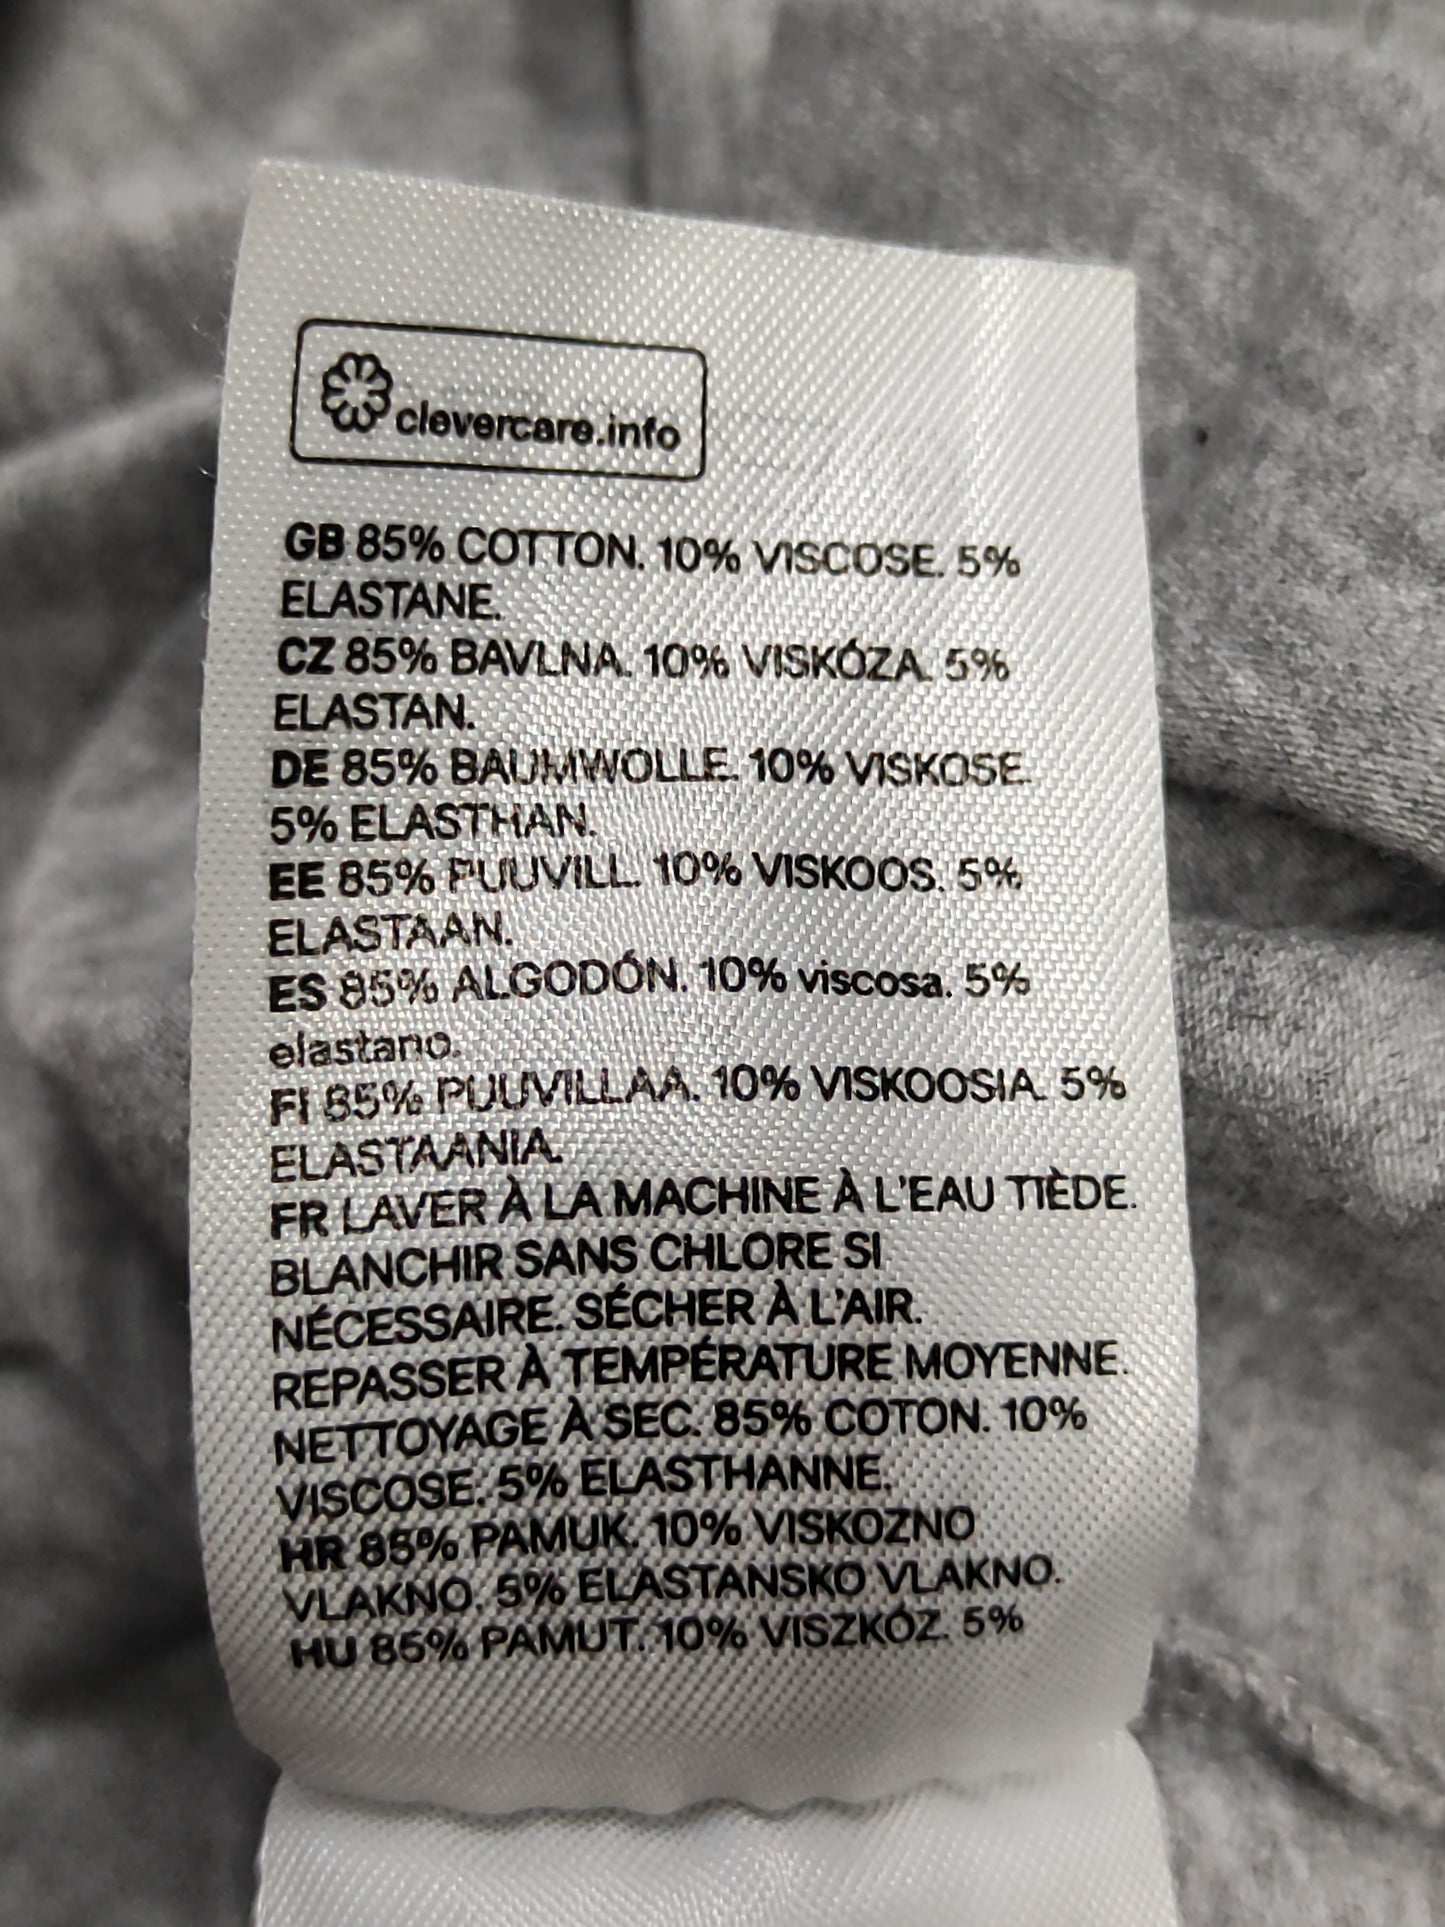 clevercare.info
GB 85% COTTON. 10% VISCOSE. 5%
ELASTANE.
CZ 85% BAVLNA. 10% VISKÓZA. 5%
ELASTAN.
DE 85% BAUMWOLLE. 10% VISKOSE.
5% ELASTHAN.
EE 85% PUUVILL. 10% VISKOOS. 5%
ELASTAAN.
ES 85% ALGODÓN. 10% viscosa. 5%
elastano.
FI 85% PUUVILLAA. 10% VISKOOSIA. 5%
ELASTAANIA.
FR LAVER À LA MACHINE À L'EAU TIÈDE.
BLANCHIR SANS CHLORE SI
NÉCESSAIRE. SÉCHER À L'AIR.
REPASSER À TEMPÉRATURE MOYENNE.
NETTOYAGE À SEC. 85% COTON. 10%
VISCOSE. 5% ELASTHANNE.
HR 85% PAMUK. 10% VISKOZNO
VLAKNO. 5% ELASTANSKO VLAKNO.
HU 85% PAMUT. 10% VISZKÓZ. 5%